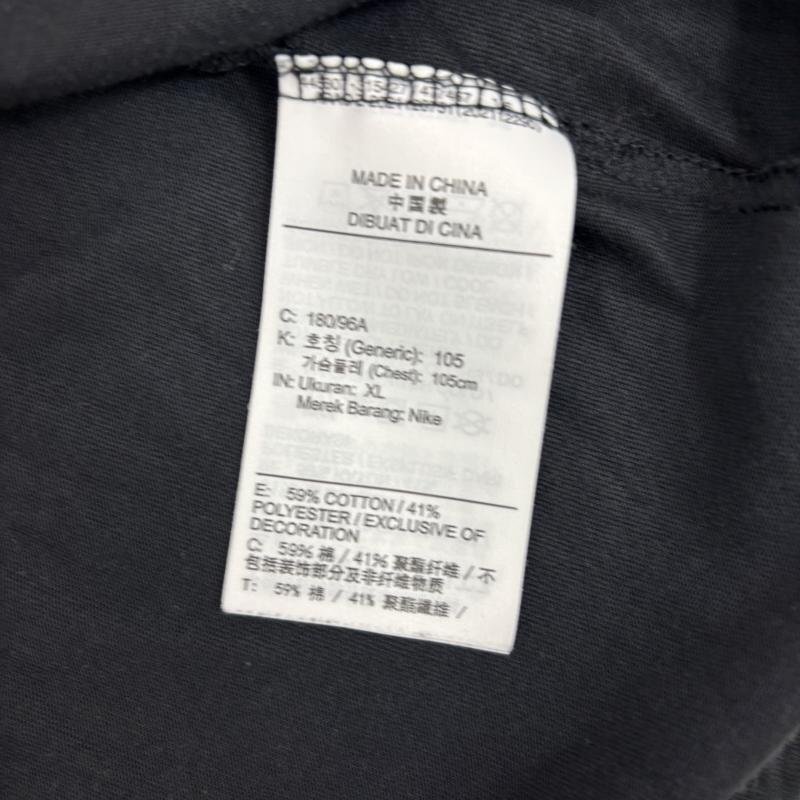 MADE IN CHINA
中国製
DIBUAT DI CINA
C: 180/96A
K: 호칭 (Generic): 105
가슴둘레 (Chest): 105cm
IN: Ukuran: XL
Merek Barang: Nike
E: 59% COTTON / 41%
POLYESTER / EXCLUSIVE OF
DECORATION
C: 59% 棉 / 41% 聚酯纤维 / 不
包括装饰部分及非纤维物质
T: 59% 棉 / 41% 聚酯纖維 /